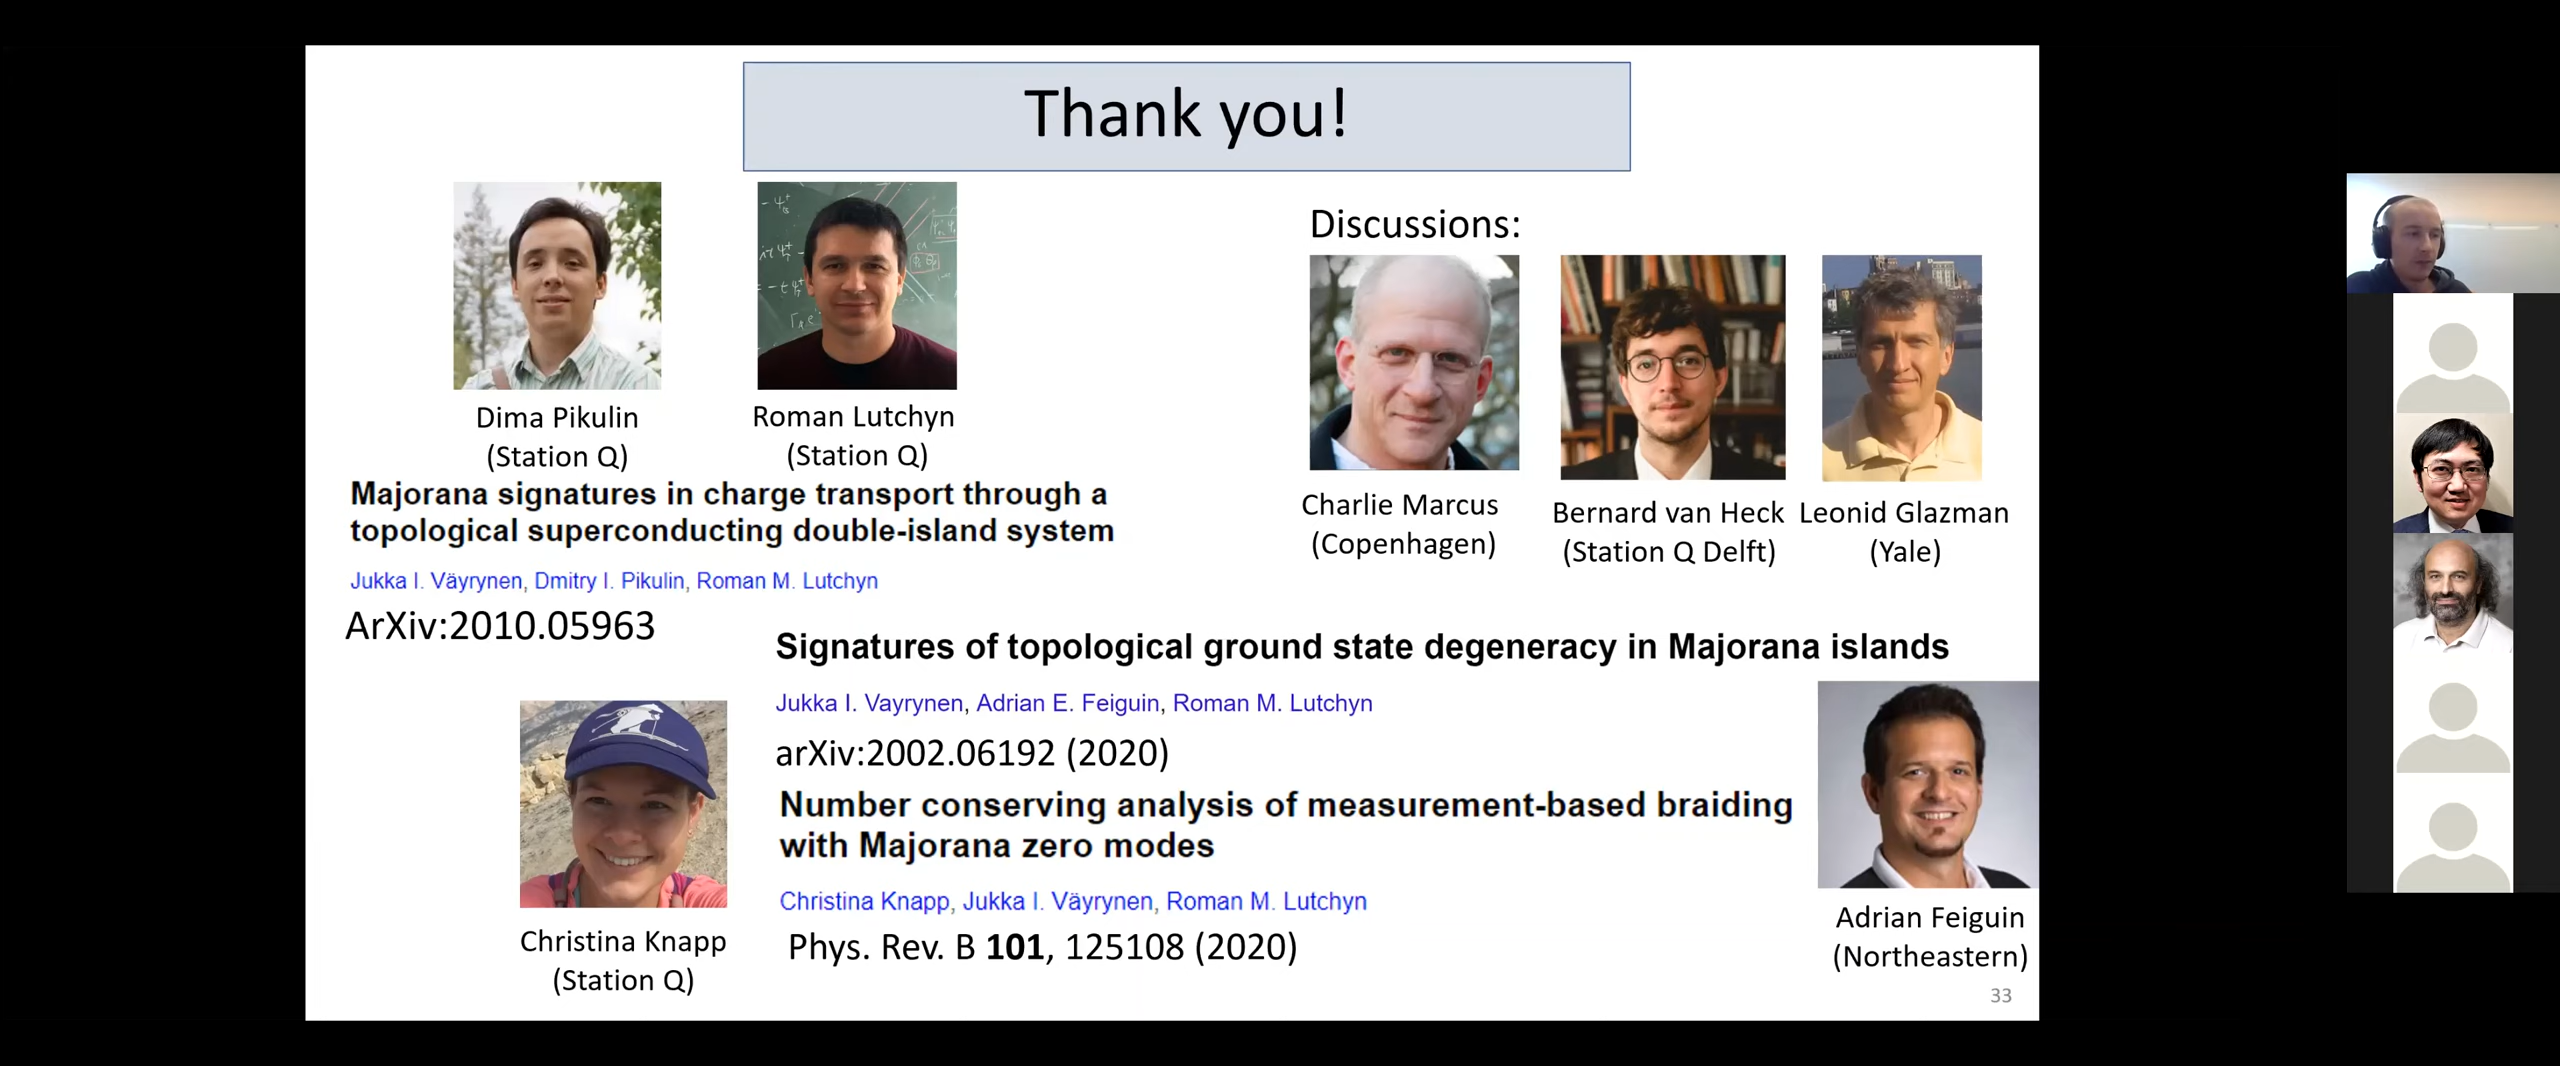 Thank you!
Discussions:
Dima Pikulin
(Station Q)
Roman Lutchyn
(Station Q)
Charlie Marcus
(Copenhagen)
Bernard van Heck
(Station Q Delft)
Leonid Glazman
(Yale)
Majorana signatures in charge transport through a
topological superconducting double-island system
Jukka I. Väyrynen, Dmitry I. Pikulin, Roman M. Lutchyn
ArXiv:2010.05963
Signatures of topological ground state degeneracy in Majorana islands
Jukka I. Vayrynen, Adrian E. Feiguin, Roman M. Lutchyn
arXiv:2002.06192 (2020)
Number conserving analysis of measurement-based braiding
with Majorana zero modes
Christina Knapp, Jukka I. Väyrynen, Roman M. Lutchyn
Phys. Rev. B 101, 125108 (2020)
Christina Knapp
(Station Q)
Adrian Feiguin
(Northeastern)
33